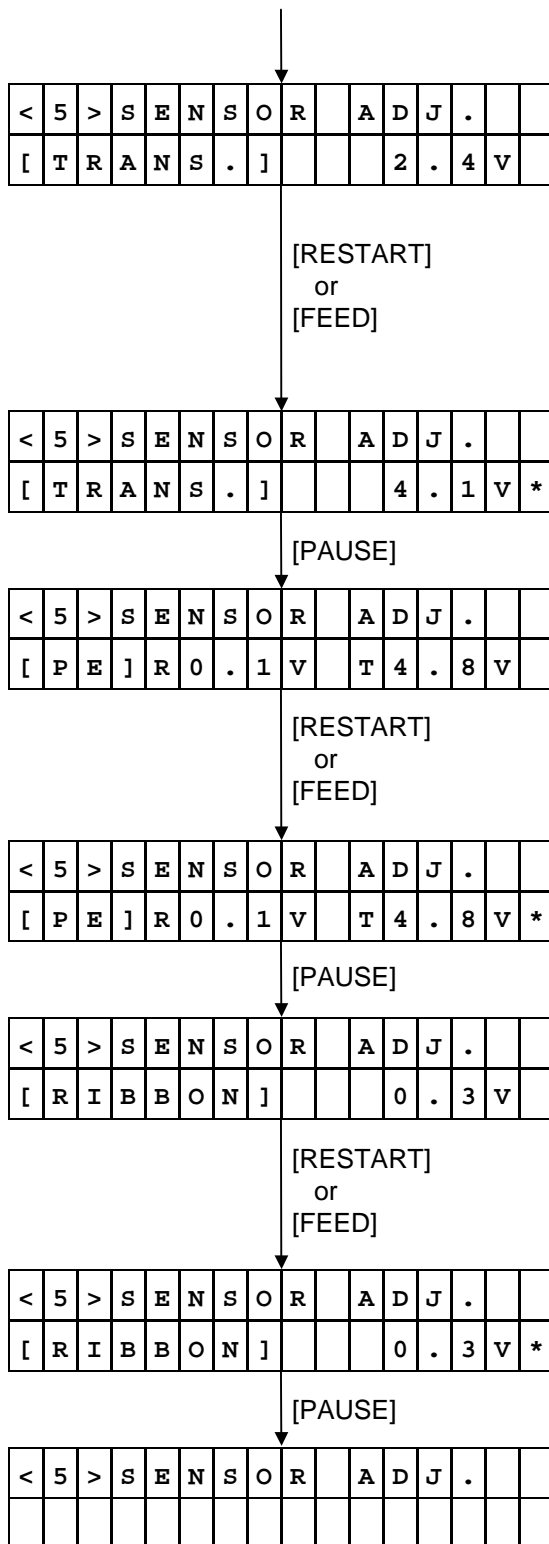 <5>SENSOR ADJ.
[TRANS.]  2.4V
[RESTART]
or
[FEED]
<5>SENSOR ADJ.
[TRANS.]  4.1V*
[PAUSE]
<5>SENSOR ADJ.
[PE]R0.1V T4.8V
[RESTART]
or
[FEED]
<5>SENSOR ADJ.
[PE]R0.1V T4.8V*
[PAUSE]
<5>SENSOR ADJ.
[RIBBON]  0.3V
[RESTART]
or
[FEED]
<5>SENSOR ADJ.
[RIBBON]  0.3V*
[PAUSE]
<5>SENSOR ADJ.